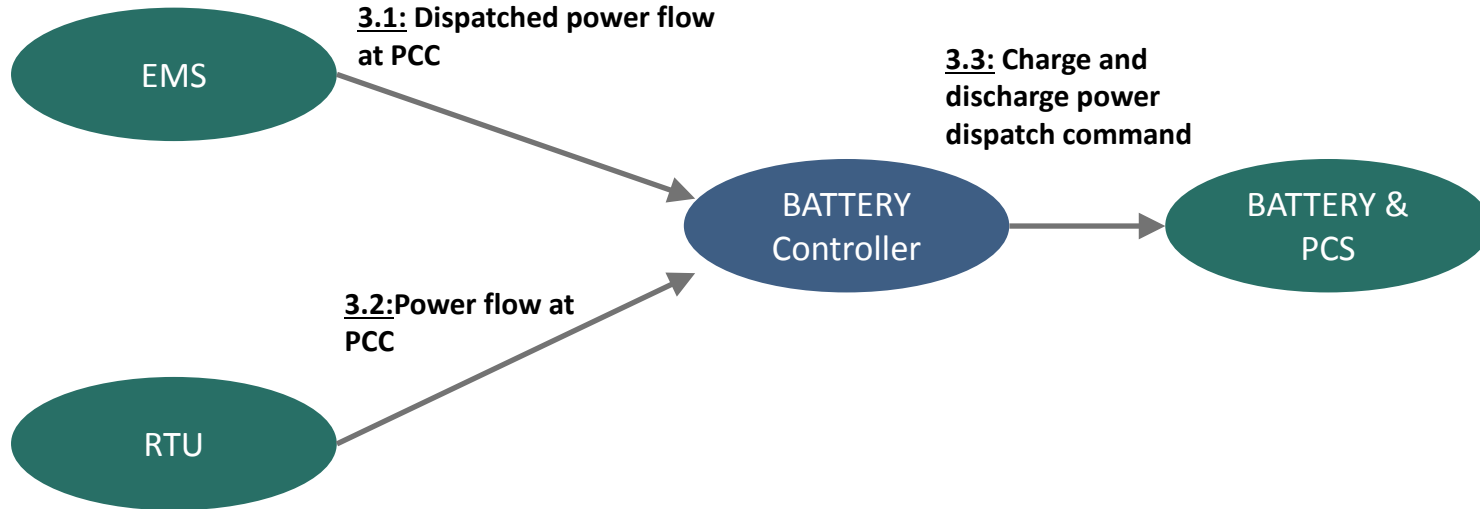 3.1: Dispatched power flow
at PCC
EMS
3.3: Charge and
discharge power
dispatch command
BATTERY
Controller
BATTERY &
PCS
3.2:Power flow at
PCC
RTU